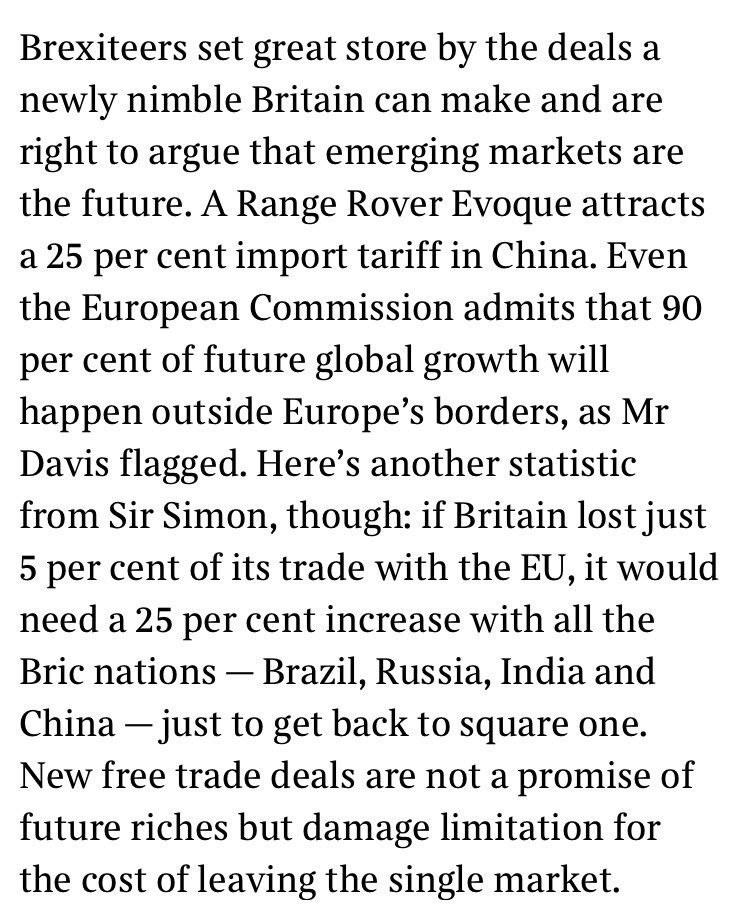 Brexiteers set great store by the deals a
newly nimble Britain can make and are
right to argue that emerging markets are
the future. A Range Rover Evoque attracts
a 25 per cent import tariff in China. Even
the European Commission admits that 90
per cent of future global growth will
happen outside Europe’s borders, as Mr
Davis flagged. Here’s another statistic
from Sir Simon, though: if Britain lost just
5 per cent of its trade with the EU, it would
need a 25 per cent increase with all the
Bric nations — Brazil, Russia, India and
China — just to get back to square one.
New free trade deals are not a promise of
future riches but damage limitation for
the cost of leaving the single market.